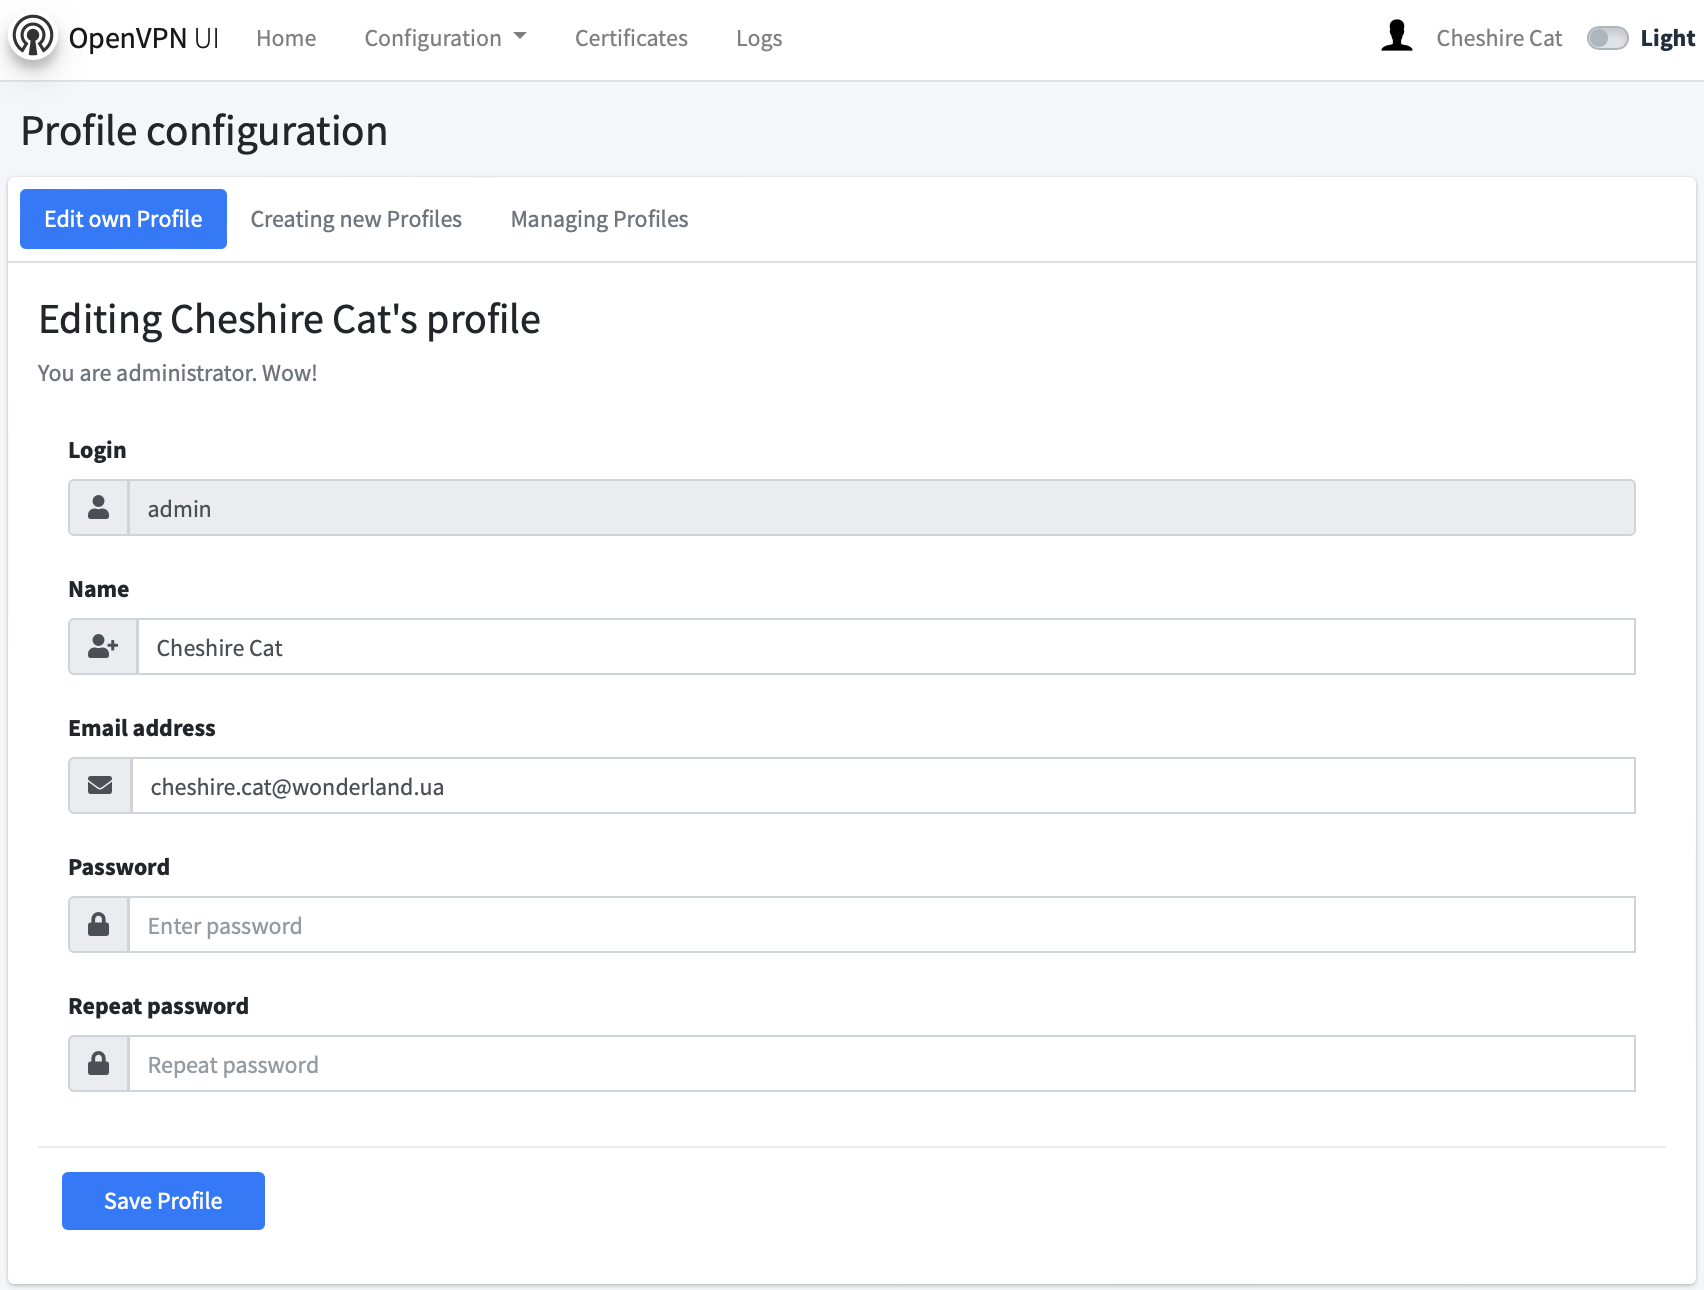 OpenVPN UI Home Configuration Certificates Logs Cheshire Cat Light
Profile configuration
Edit own Profile Creating new Profiles Managing Profiles
Editing Cheshire Cat's profile
You are administrator. Wow!
Login
admin
Name
Cheshire Cat
Email address
cheshire.cat@wonderland.ua
Password
Enter password
Repeat password
Repeat password
Save Profile